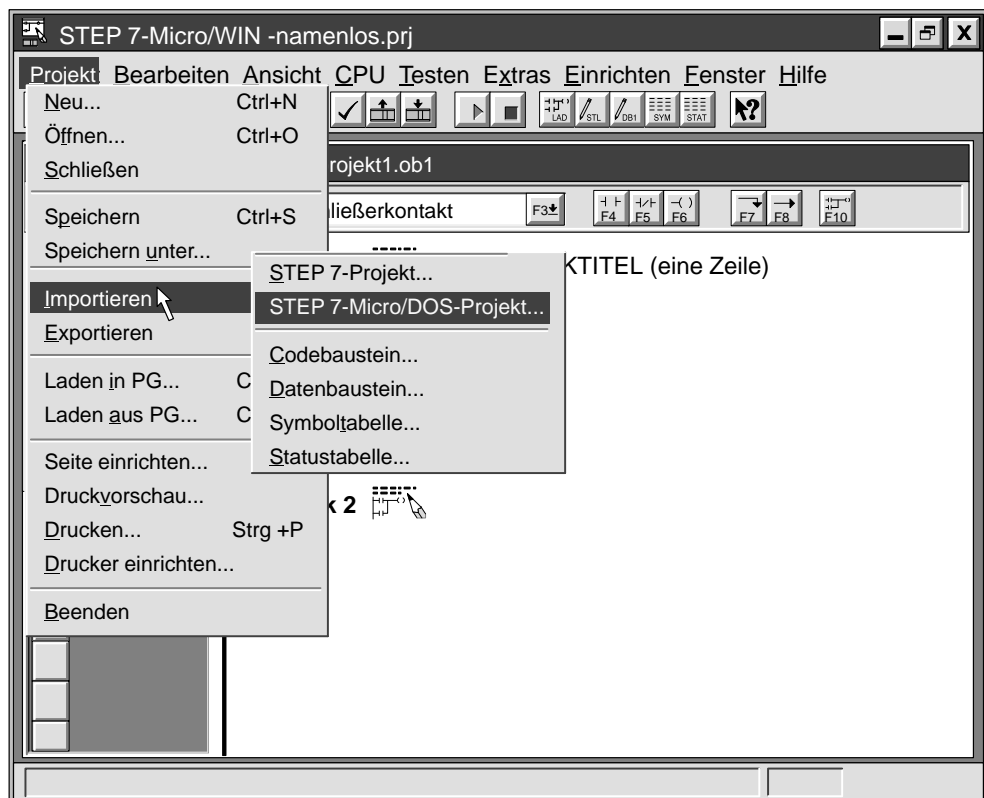 STEP 7-Micro/WIN -namenlos.prj
Projekt Bearbeiten Ansicht CPU Testen Extras Einrichten Fenster Hilfe
LAD STL DB1 SYM STAT
Neu... Ctrl+N
Öffnen... Ctrl+O
Schließen
rojekt1.ob1
Speichern Ctrl+S
ließerkontakt F3 F4 F5 F6 F7 F8 F10
Speichern unter...
KTITEL (eine Zeile)
STEP 7-Projekt...
Importieren
STEP 7-Micro/DOS-Projekt...
Exportieren
Codebaustein...
Laden in PG... C
Datenbaustein...
Laden aus PG... C
Symboltabelle...
Seite einrichten...
Statustabelle...
Druckvorschau...
k 2
Drucken... Strg +P
Drucker einrichten...
Beenden